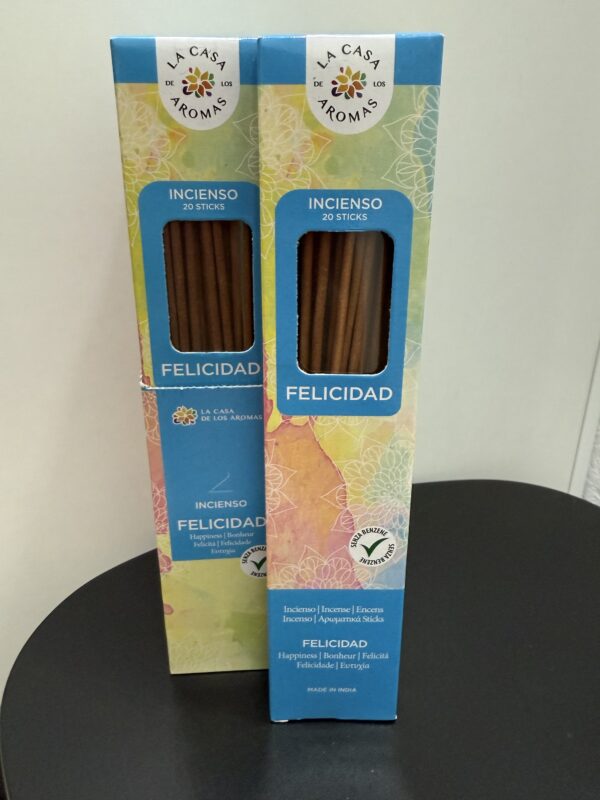 LA CASA
DE LOS
AROMAS
INCIENSO
20 STICKS
FELICIDAD
LA CASA
DE LOS AROMAS
INCIENSO
FELICIDAD
Happiness | Bonheur
Felicità | Felicidade
Ευτυχία
SENZA BENZENE
LA CASA
DE LOS
AROMAS
INCIENSO
20 STICKS
FELICIDAD
SENZA BENZENE
SENZA BENZENE
Incienso | Incense | Encens
Incenso | Αρωματικά Sticks
FELICIDAD
Happiness | Bonheur | Felicità
Felicidade | Ευτυχία
MADE IN INDIA